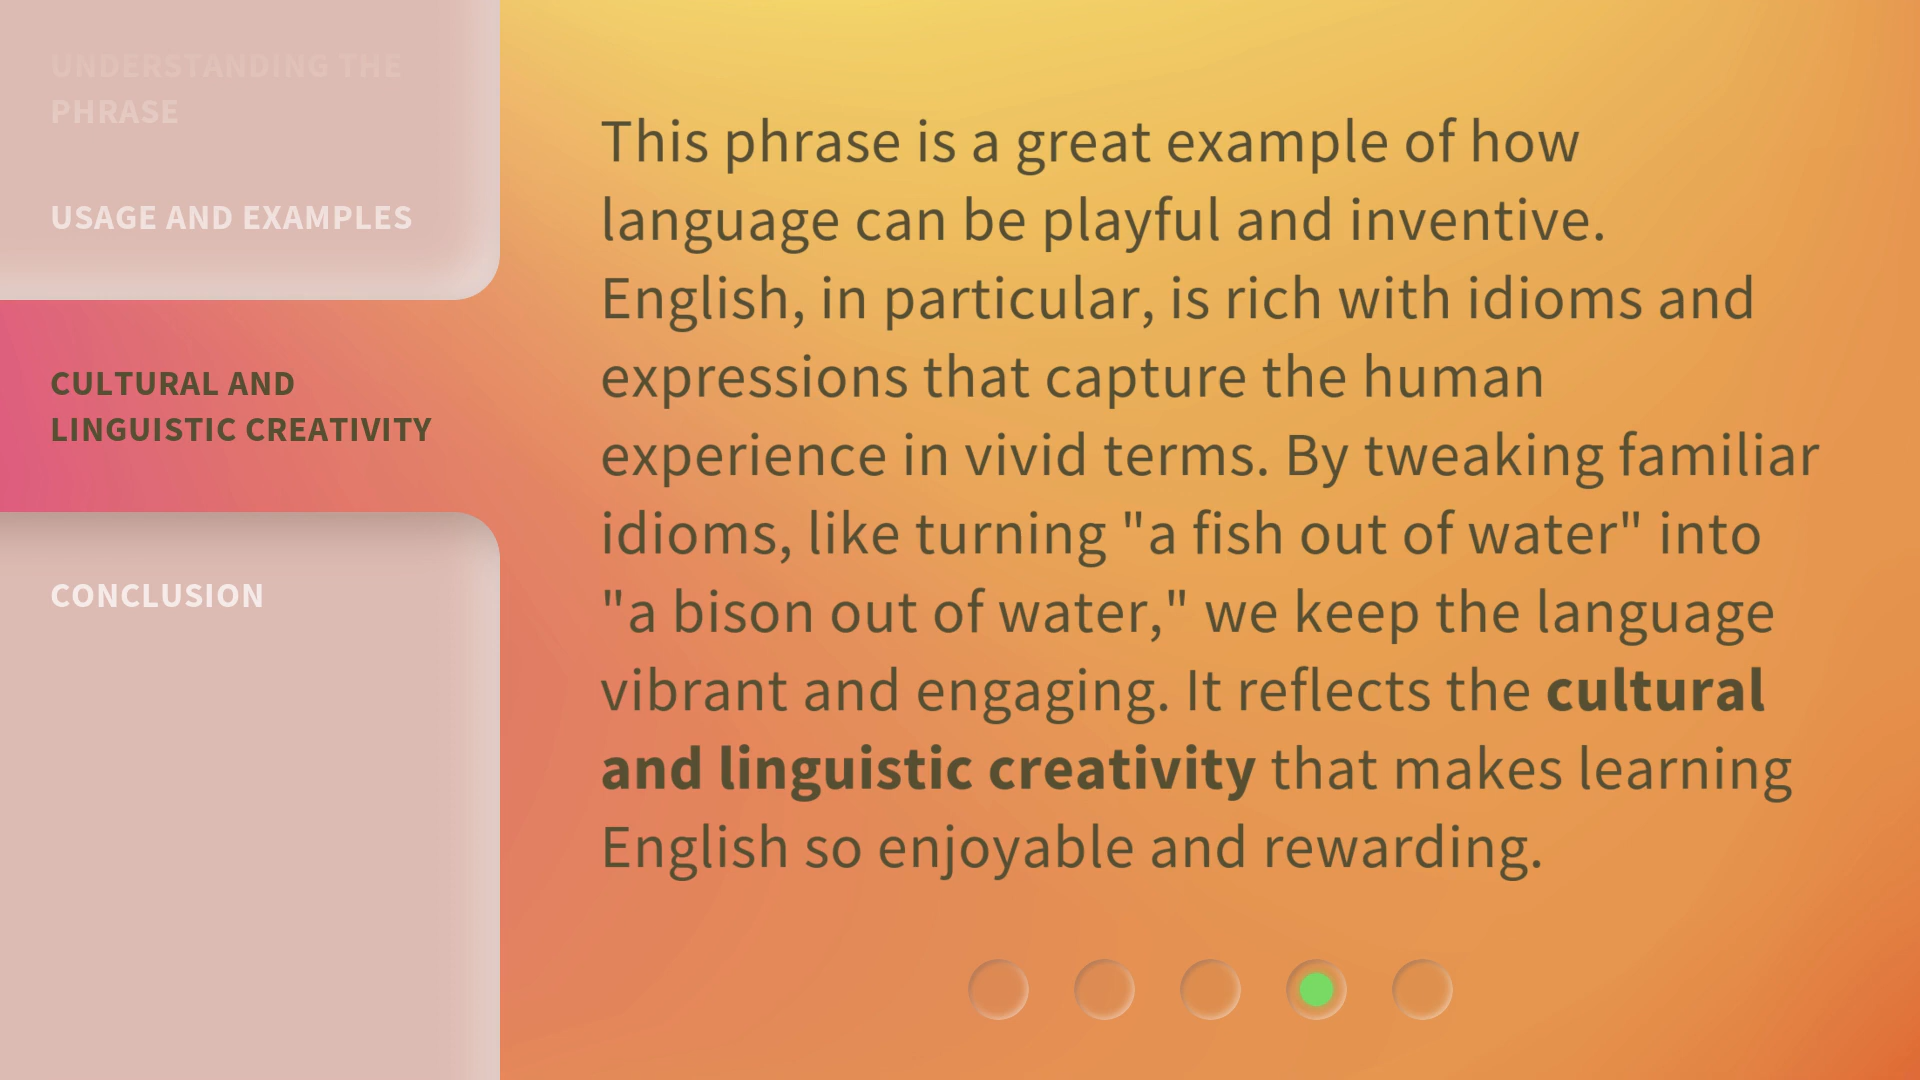 UNDERSTANDING THE
PHRASE
USAGE AND EXAMPLES
CULTURAL AND
LINGUISTIC CREATIVITY
CONCLUSION
This phrase is a great example of how
language can be playful and inventive.
English, in particular, is rich with idioms and
expressions that capture the human
experience in vivid terms. By tweaking familiar
idioms, like turning "a fish out of water" into
"a bison out of water," we keep the language
vibrant and engaging. It reflects the cultural
and linguistic creativity that makes learning
English so enjoyable and rewarding.